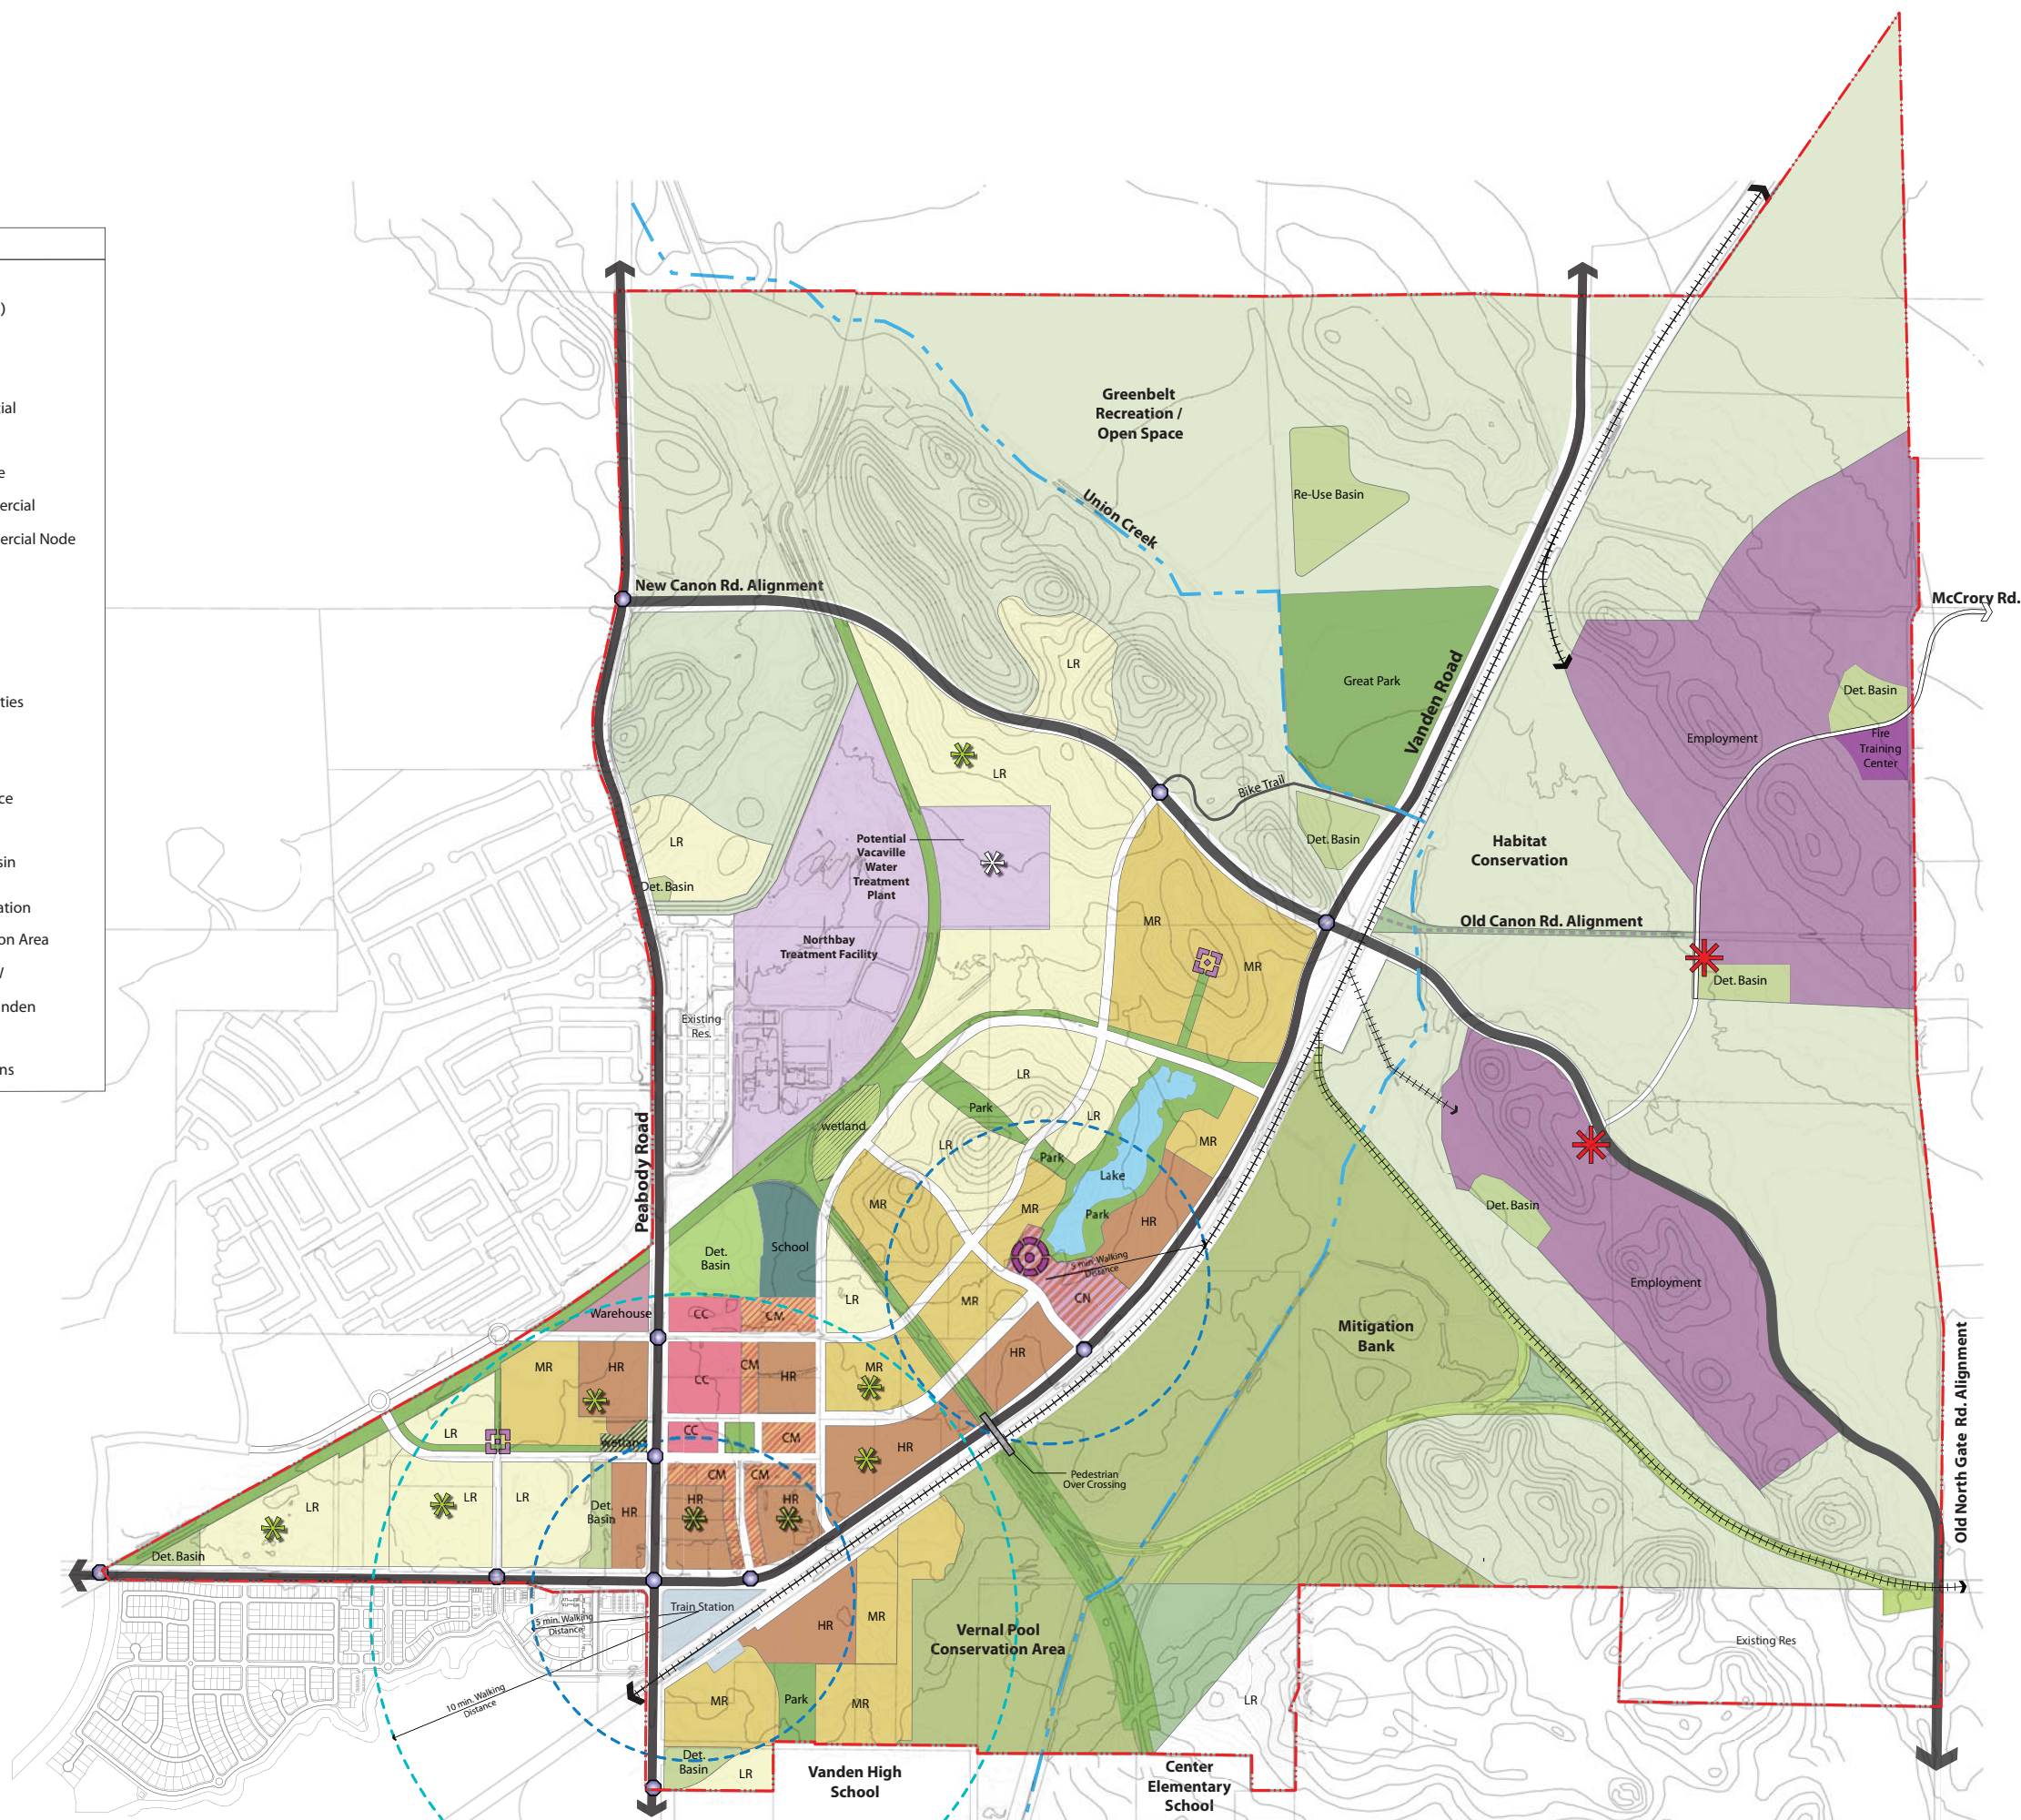 )
ial
e
ercial
ercial Node
ties
ce
in
ation
on Area
/
nden
ns
Greenbelt
Recreation /
Open Space
Re-Use Basin
Union Creek
New Canon Rd. Alignment
McCrory Rd.
LR
Great Park
Vanden Road
Det. Basin
Employment
Fire
Training
Center
LR
Bike Trail
LR
Det. Basin
Potential
Vacaville
Water
Treatment
Plant
Det. Basin
Habitat
Conservation
MR
Old Canon Rd. Alignment
Northbay
Treatment Facility
MR
Det. Basin
Existing
Res.
LR
Park
LR
wetland
LR
Park
MR
Peabody Road
Lake
MR
MR
Park
HR
Det. Basin
Det.
Basin
School
5 min. Walking
Distance
Employment
LR
MR
CN
Warehouse
CC
CM
Mitigation
Bank
MR
HR
CC
CM
HR
MR
HR
Old North Gate Rd. Alignment
LR
wetland
CC
CM
HR
Pedestrian
Over Crossing
LR
LR
LR
Det.
Basin
HR
CM
CM
HR
HR
Det. Basin
Train Station
5 min. Walking
Distance
HR
MR
Vernal Pool
Conservation Area
Existing Res
10 min. Walking
Distance
MR
Park
MR
LR
Det.
Basin
LR
Vanden High
School
Center
Elementary
School